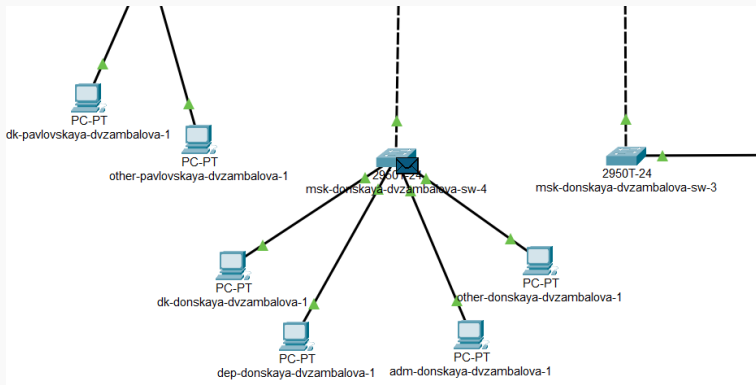 PC-PT
dk-pavlovskaya-dvzambalova-1
PC-PT
other-pavlovskaya-dvzambalova-1
2950T-24
msk-donskaya-dvzambalova-sw-4
2950T-24
msk-donskaya-dvzambalova-sw-3
PC-PT
dk-donskaya-dvzambalova-1
PC-PT
other-donskaya-dvzambalova-1
PC-PT
dep-donskaya-dvzambalova-1
PC-PT
adm-donskaya-dvzambalova-1